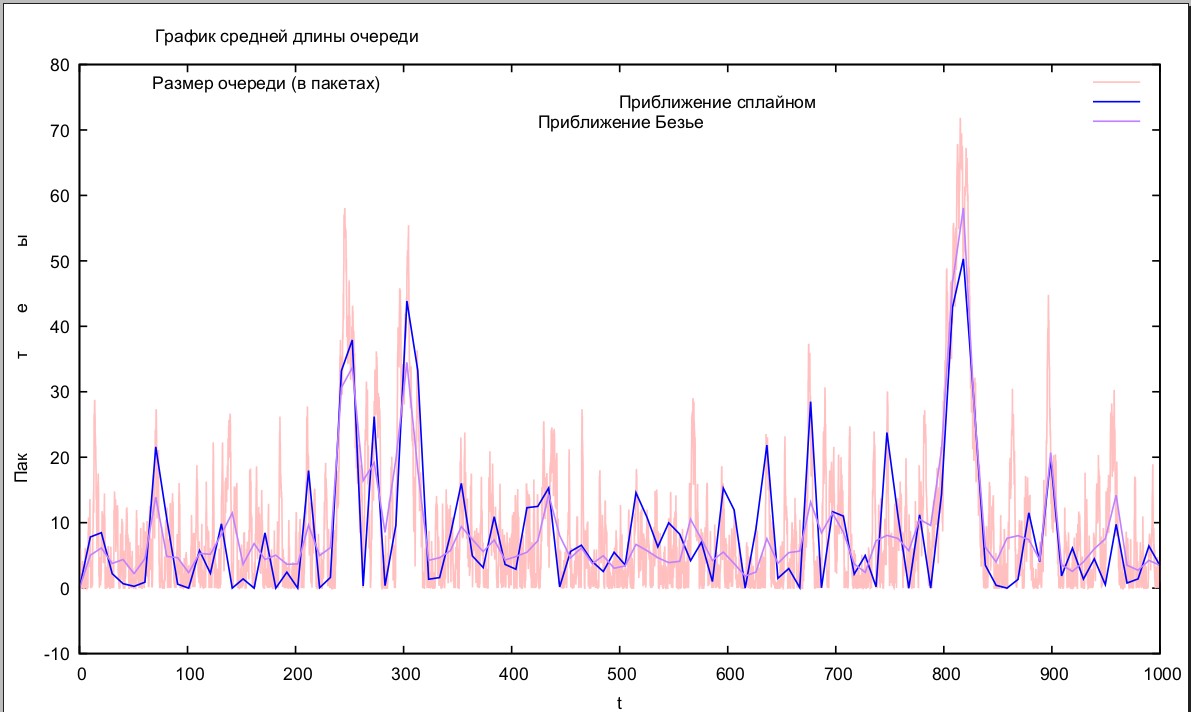 График средней длины очереди
Размер очереди (в пакетах)
Приближение сплайном
Приближение Безье
80
70
60
50
40
30
20
10
0
-10
Пакеты
0 100 200 300 400 500 600 700 800 900 1000
t